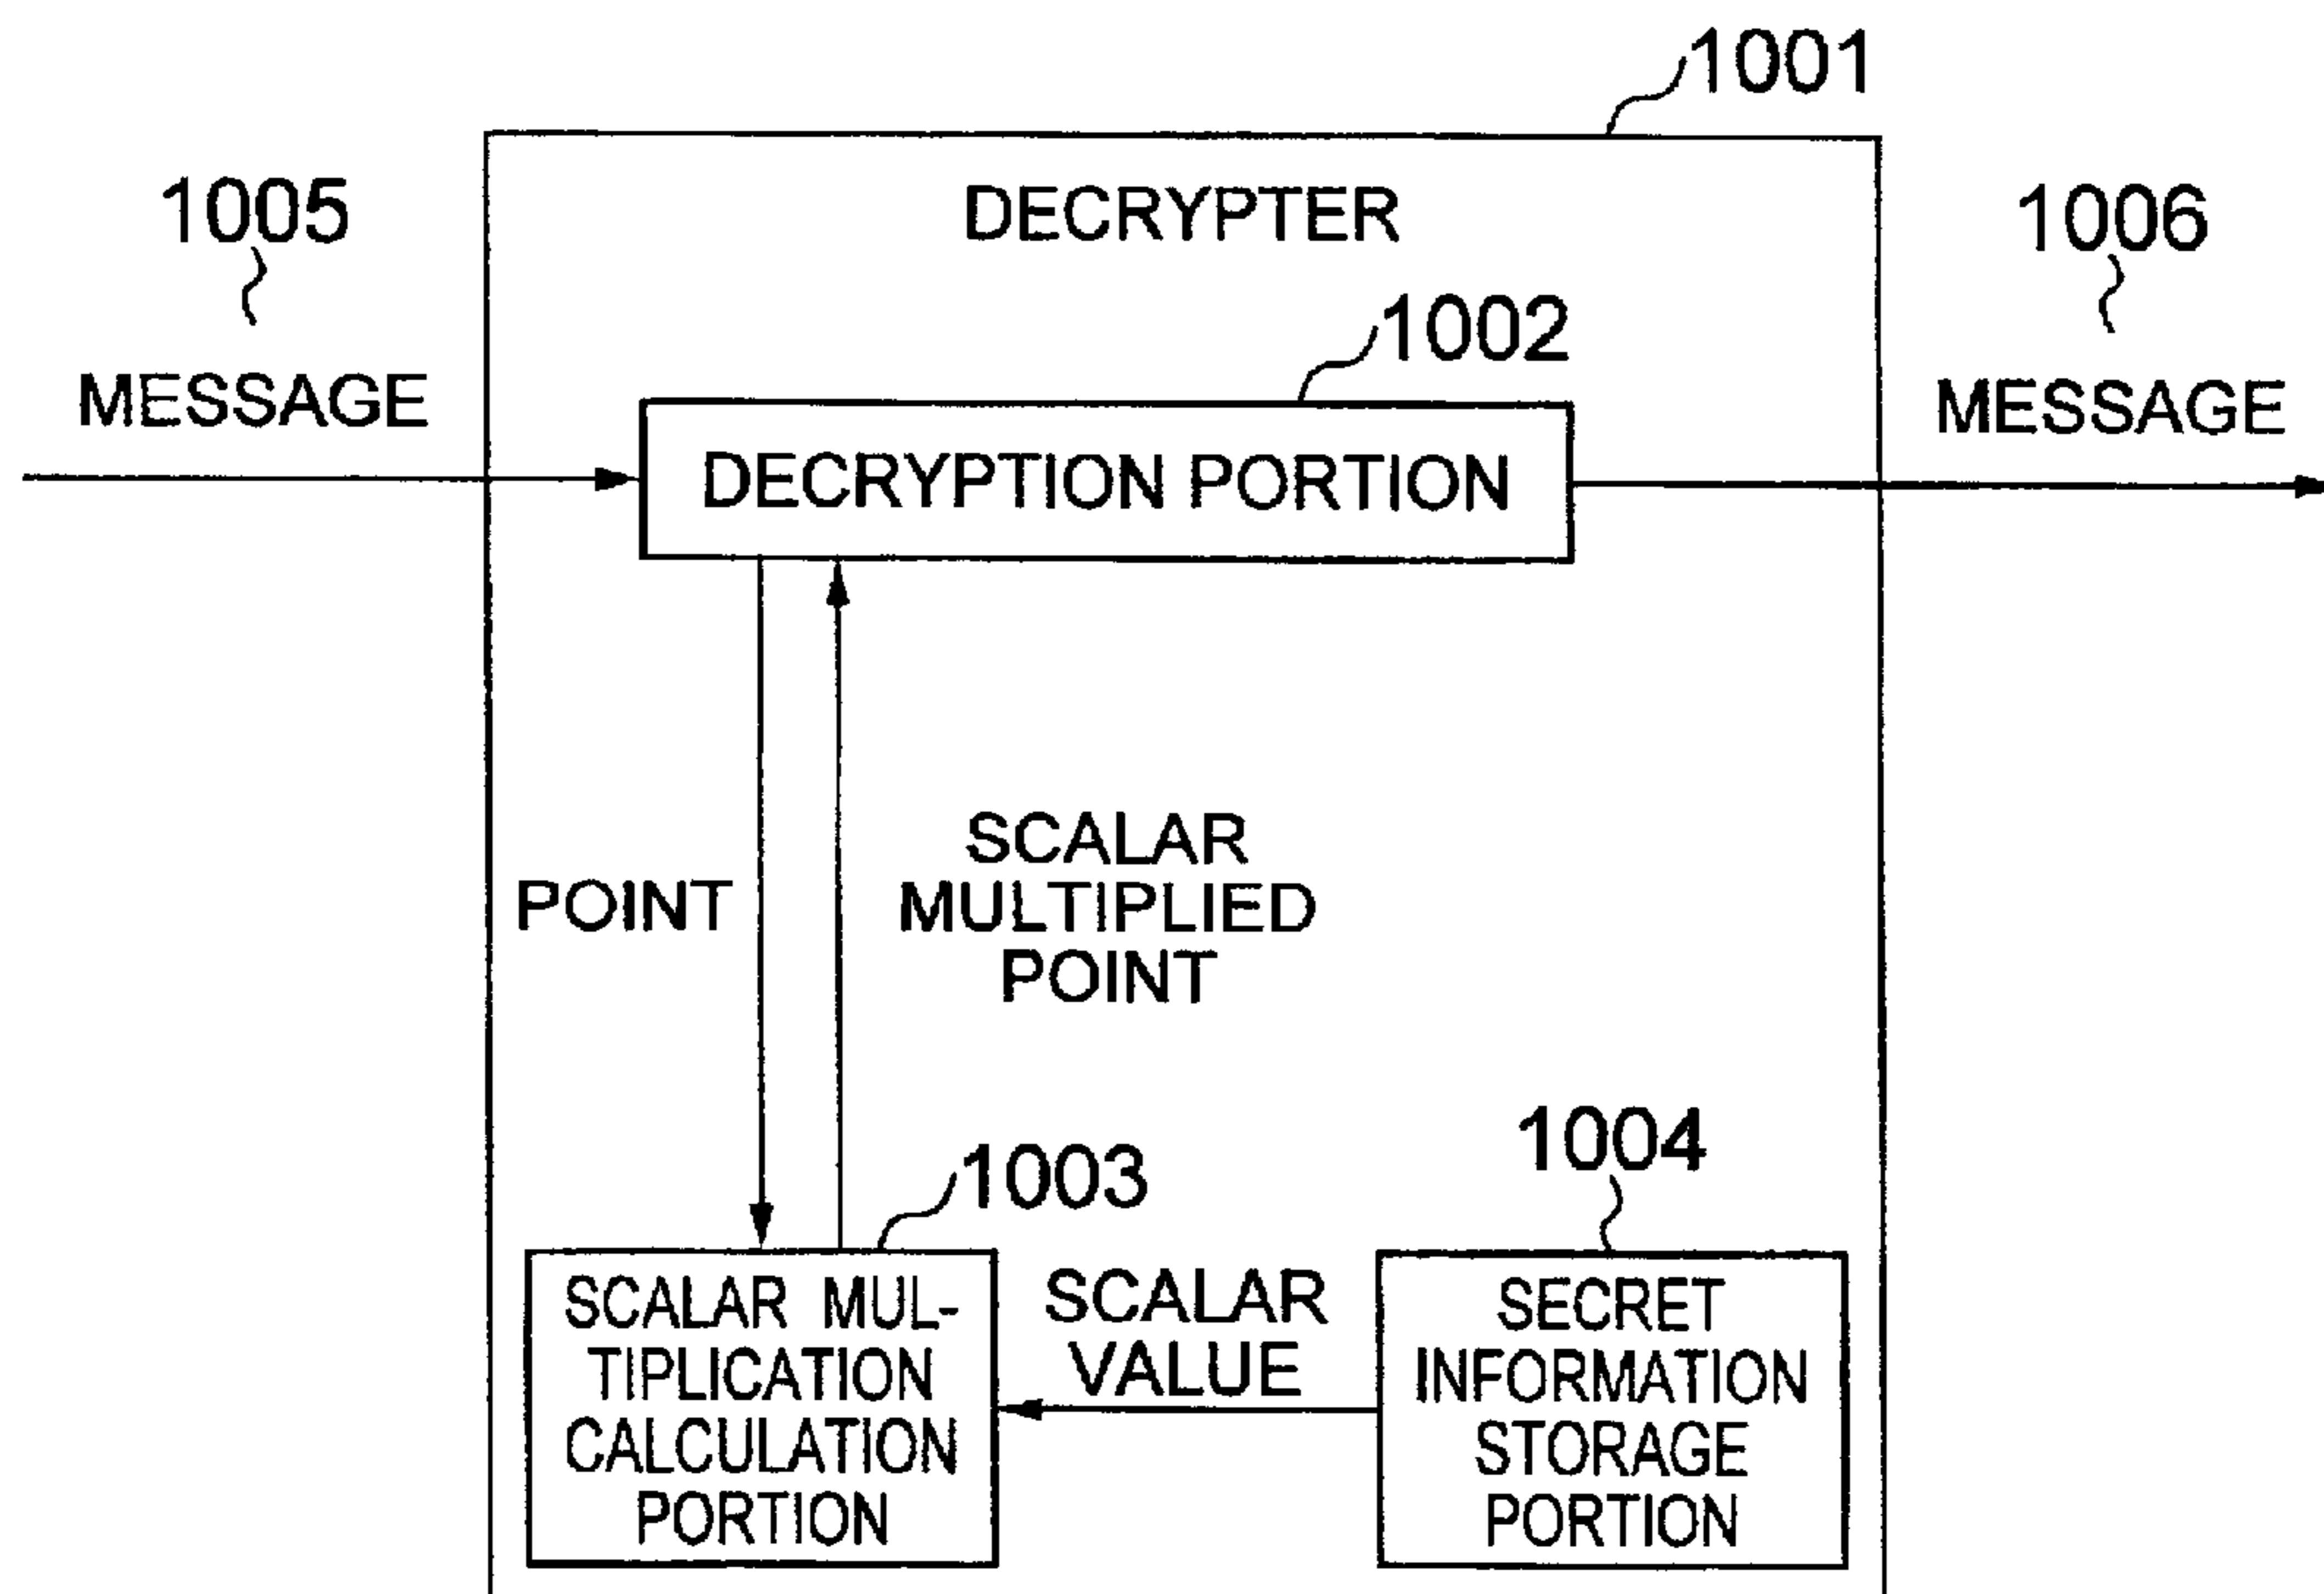 1001
DECRYPTER
1005
1006
1002
MESSAGE
MESSAGE
DECRYPTION PORTION
POINT
SCALAR
MULTIPLIED
POINT
1003
1004
SCALAR MUL-
TIPLICATION
CALCULATION
PORTION
SCALAR
VALUE
SECRET
INFORMATION
STORAGE
PORTION